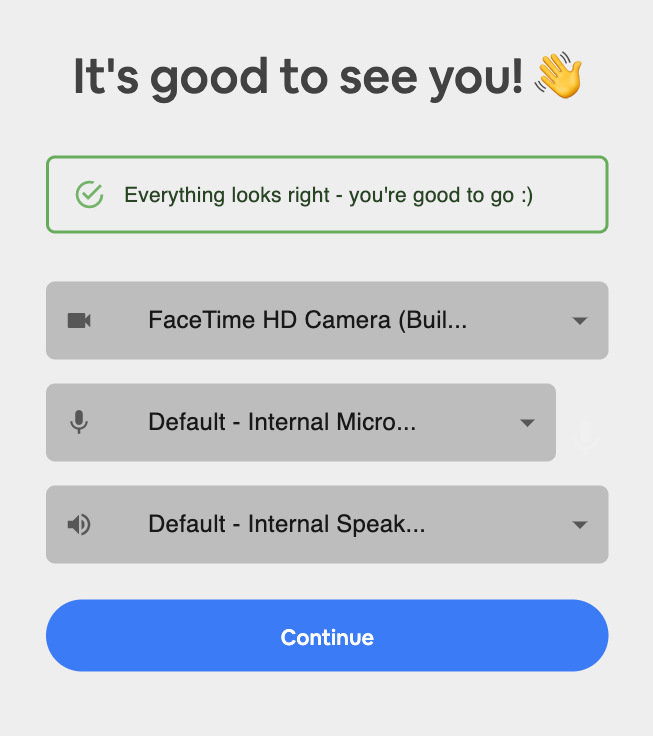 It's good to see you! 👋
Everything looks right - you're good to go :)
FaceTime HD Camera (Buil...
Default - Internal Micro...
Default - Internal Speak...
Continue